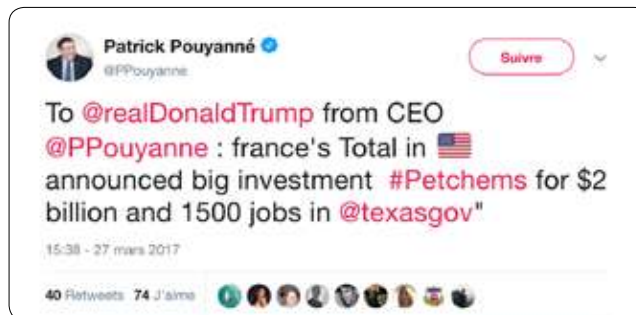 Patrick Pouyanné
@PPouyanne
Suivre
To @realDonaldTrump from CEO
@PPouyanne : france's Total in
announced big investment #Petchems for $2
billion and 1500 jobs in @texasgov"
15:38 - 27 mars 2017
40 Retweets 74 J'aime